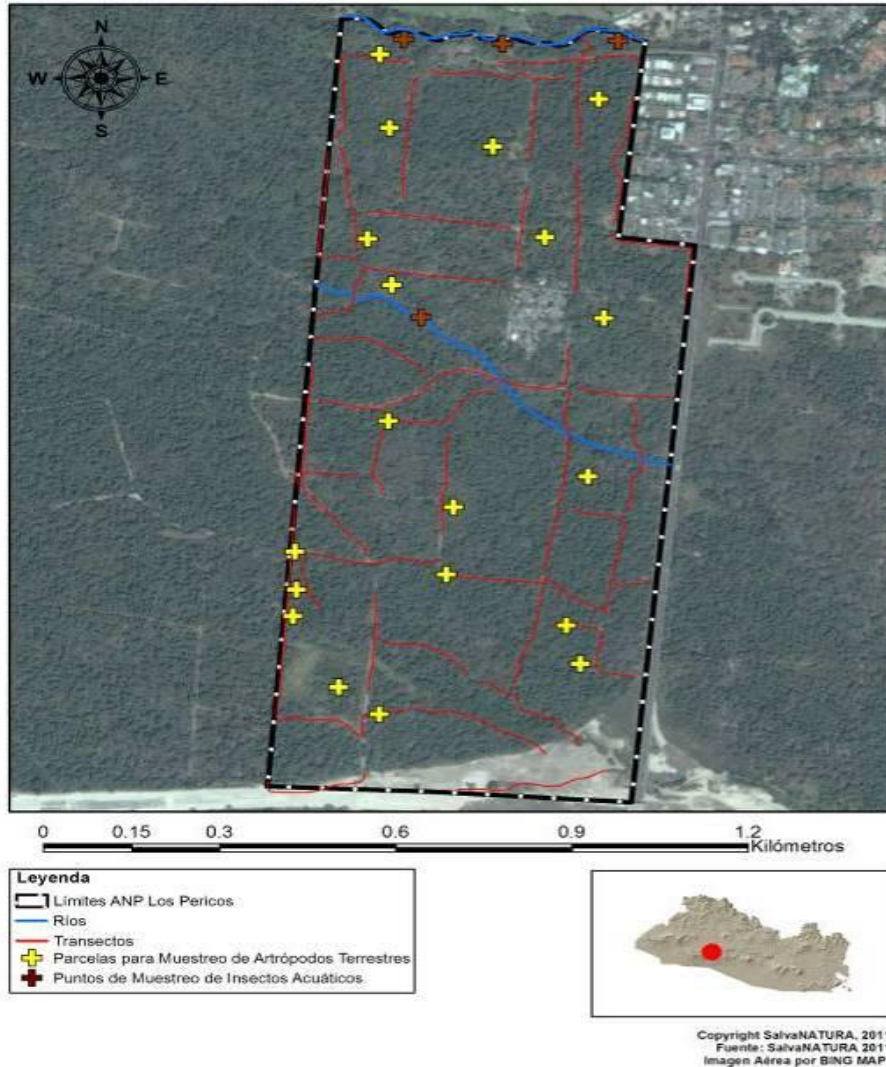 N
W E
S
0 0.15 0.3 0.6 0.9 1.2
Kilómetros
Leyenda
Límites ANP Los Pericos
Ríos
Transectos
Parcelas para Muestreo de Artrópodos Terrestres
Puntos de Muestreo de Insectos Acuáticos
Copyright SalvaNATURA, 2011
Fuente: SalvaNATURA 2011
Imagen Aérea por BING MAP